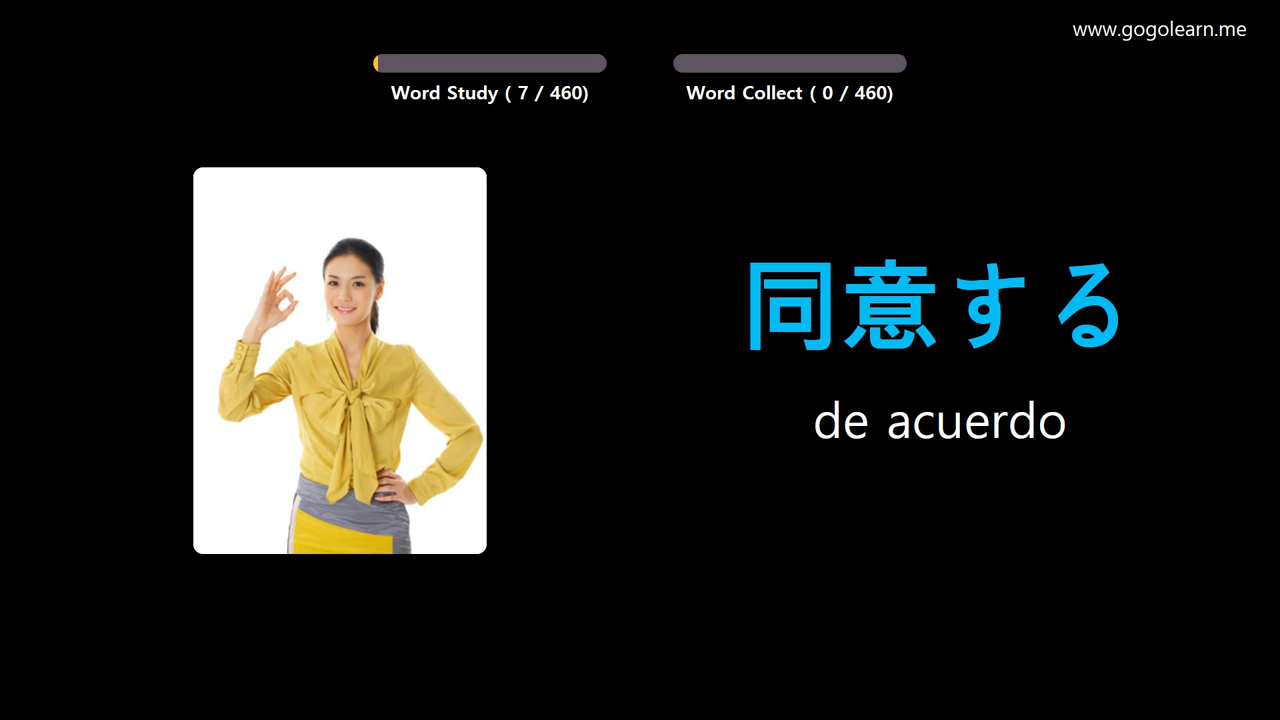 www.gogolearn.me
Word Study ( 7 / 460)
Word Collect ( 0 / 460)
同意する
de acuerdo